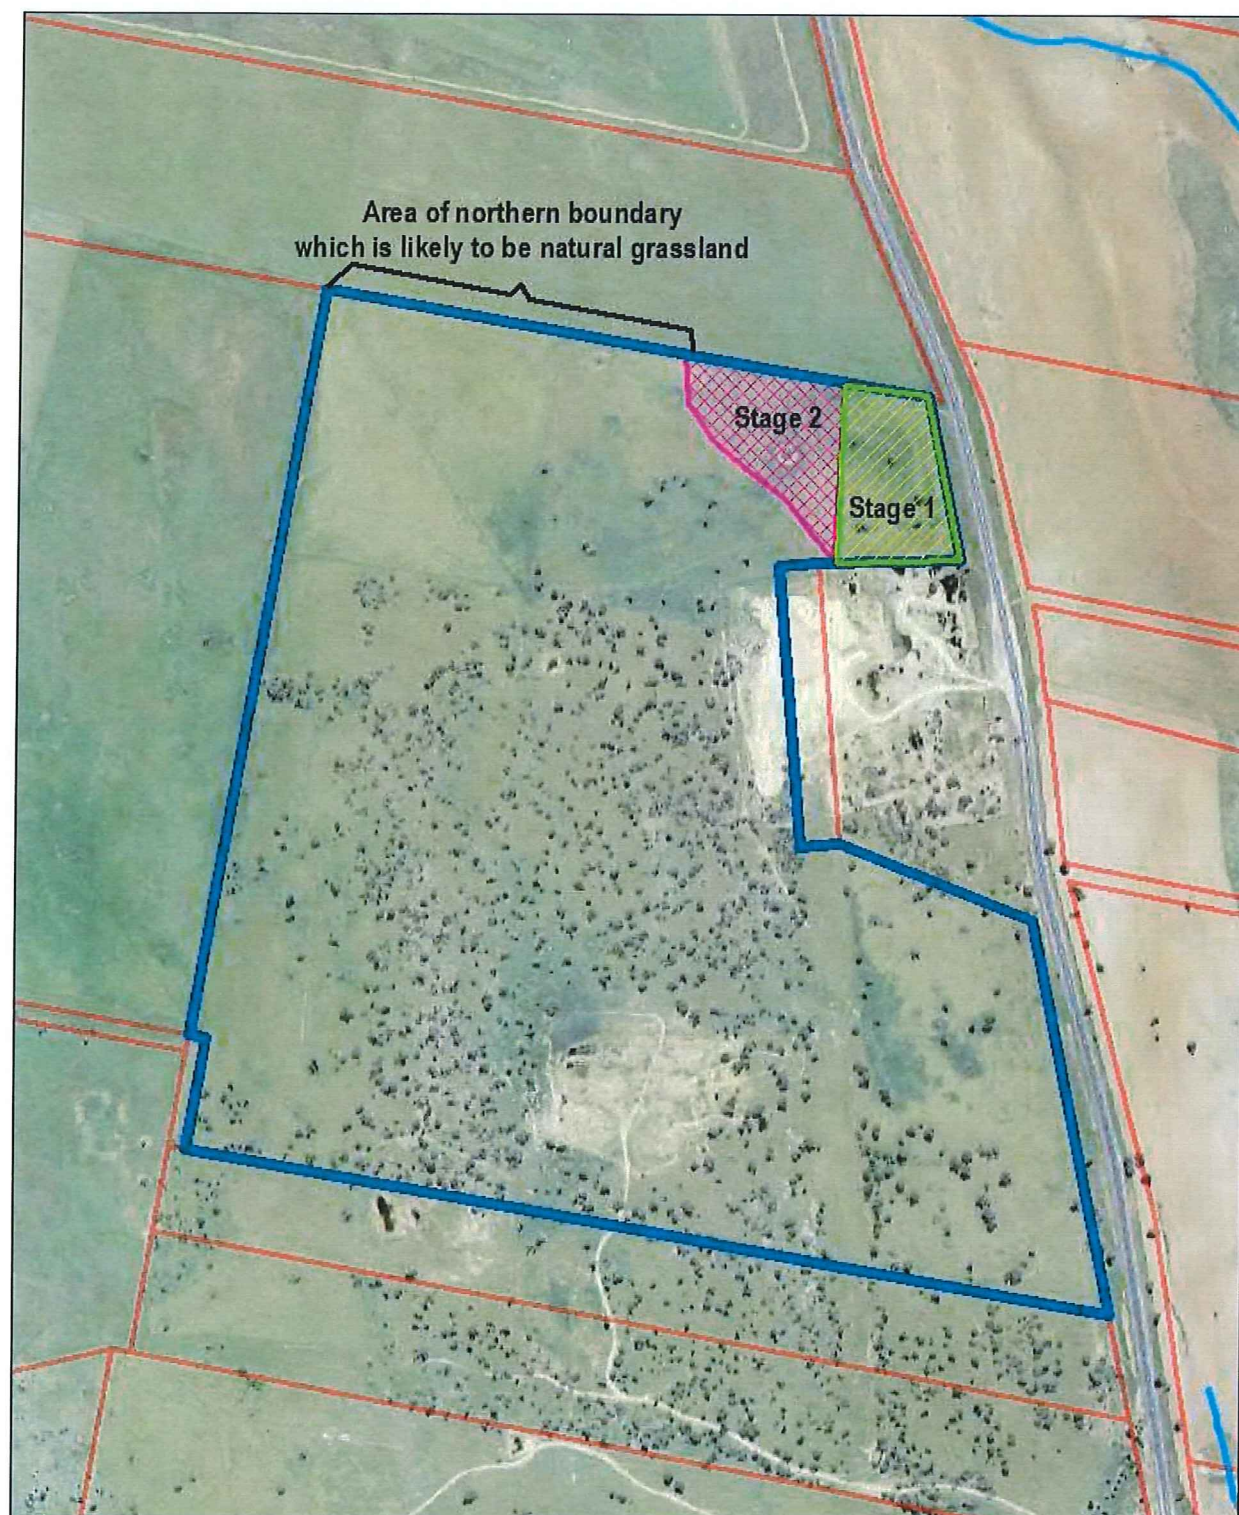 Area of northern boundary
which is likely to be natural grassland
Stage 2
Stage 1